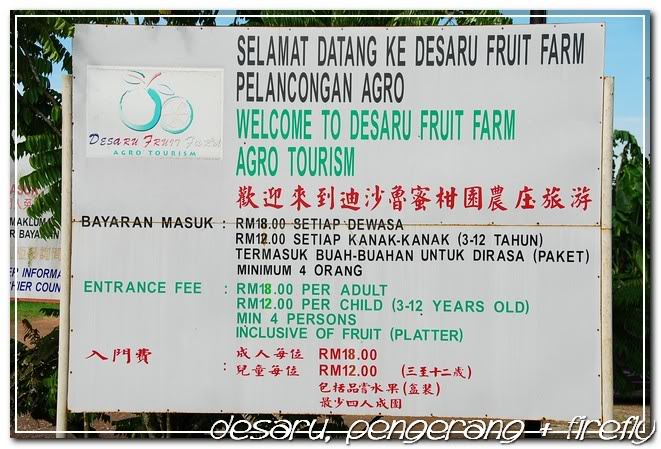 SELAMAT DATANG KE DESARU FRUIT FARM
PELANCONGAN AGRO
WELCOME TO DESARU FRUIT FARM
AGRO TOURISM
歡迎來到迪沙魯蜜柑園農庄旅游
DESARU FRUIT FARM
AGRO TOURISM
BAYARAN MASUK : RM18.00 SETIAP DEWASA
RM12.00 SETIAP KANAK-KANAK (3-12 TAHUN)
TERMASUK BUAH-BUAHAN UNTUK DIRASA (PAKET)
MINIMUM 4 ORANG
ENTRANCE FEE : RM18.00 PER ADULT
RM12.00 PER CHILD (3-12 YEARS OLD)
MIN 4 PERSONS
INCLUSIVE OF FRUIT (PLATTER)
入門費 : 成人每位 RM18.00
兒童每位 RM12.00 (三至十二歲)
包括品嘗水果(盒裝)
最少四人成團
MAKLUM
INFORMA
COUN
desaru, pengerang + firefly